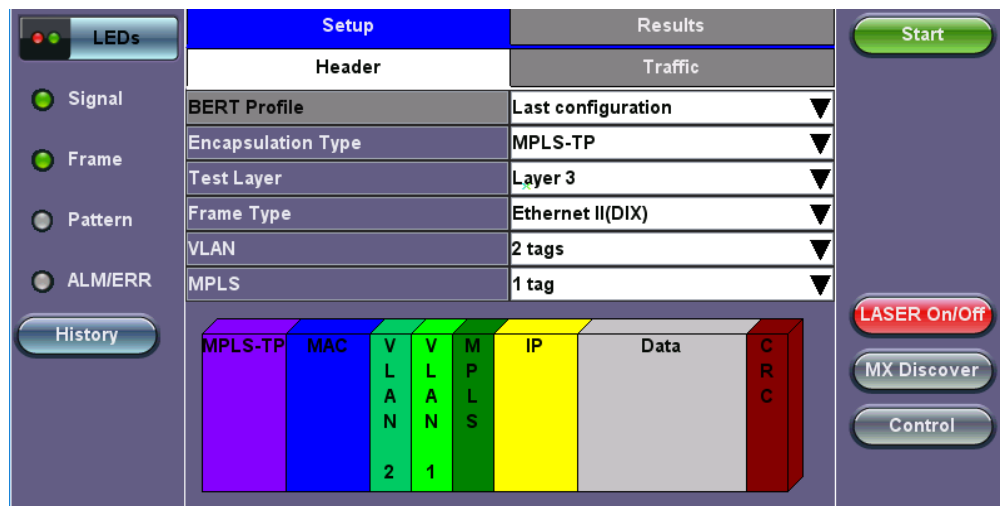 LEDs
Setup
Results
Start
Header
Traffic
Signal
Frame
Pattern
ALM/ERR
History
BERT Profile
Last configuration
Encapsulation Type
MPLS-TP
Test Layer
Layer 3
Frame Type
Ethernet II(DIX)
VLAN
2 tags
MPLS
1 tag
MPLS-TP
MAC
VLAN 2
VLAN 1
MPLS
IP
Data
CRC
LASER On/Off
MX Discover
Control